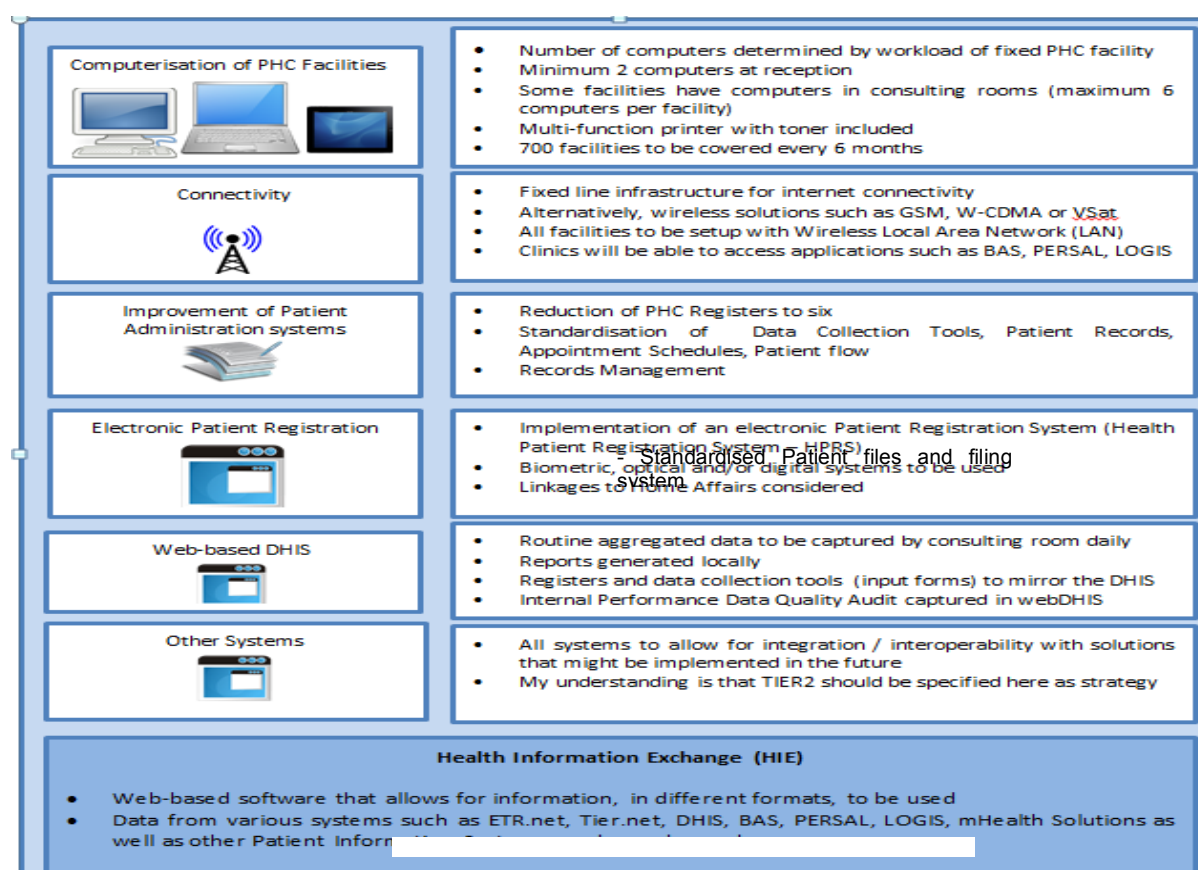 Computerisation of PHC Facilities
• Number of computers determined by workload of fixed PHC facility
• Minimum 2 computers at reception
• Some facilities have computers in consulting rooms (maximum 6
computers per facility)
• Multi-function printer with toner included
• 700 facilities to be covered every 6 months
Connectivity
• Fixed line infrastructure for internet connectivity
• Alternatively, wireless solutions such as GSM, W-CDMA or VSat
• All facilities to be setup with Wireless Local Area Network (LAN)
• Clinics will be able to access applications such as BAS, PERSAL, LOGIS
Improvement of Patient
Administration systems
• Reduction of PHC Registers to six
• Standardisation of Data Collection Tools, Patient Records,
Appointment Schedules, Patient flow
• Records Management
Electronic Patient Registration
• Implementation of an electronic Patient Registration System (Health
Patient Registration System – HPRS)
- Standardised Patient files and filing
system
• Biometric, optical and/or digital systems to be used
• Linkages to Home Affairs considered
Web-based DHIS
• Routine aggregated data to be captured by consulting room daily
• Reports generated locally
• Registers and data collection tools (input forms) to mirror the DHIS
• Internal Performance Data Quality Audit captured in webDHIS
Other Systems
• All systems to allow for integration / interoperability with solutions
that might be implemented in the future
• My understanding is that TIER2 should be specified here as strategy
Health Information Exchange (HIE)
• Web-based software that allows for information, in different formats, to be used
• Data from various systems such as ETR.net, Tier.net, DHIS, BAS, PERSAL, LOGIS, mHealth Solutions as
well as other Patient